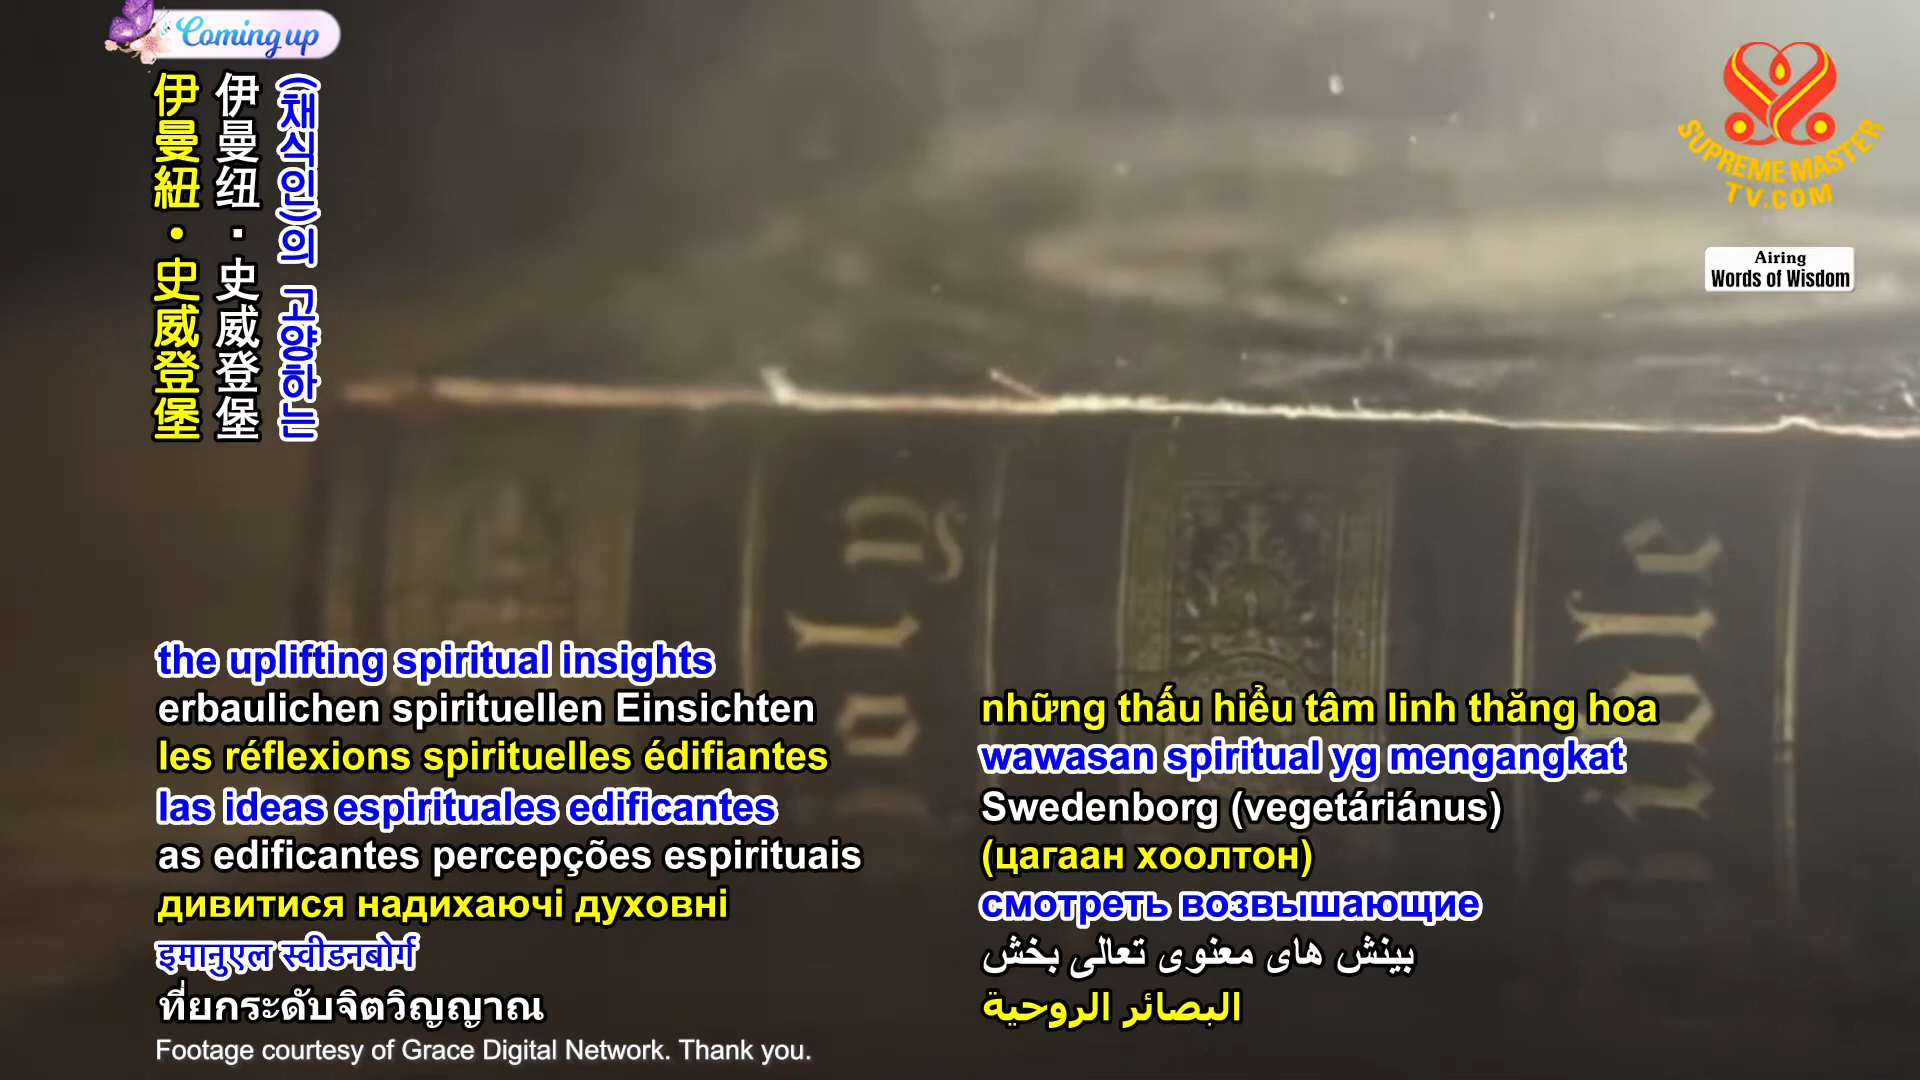 Coming up
伊曼紐・史威登堡
伊曼纽・史威登堡
(채식인)의 고양하는
SUPREME MASTER
TV.COM
Airing
Words of Wisdom
the uplifting spiritual insights
erbaulichen spirituellen Einsichten
les réflexions spirituelles édifiantes
las ideas espirituales edificantes
as edificantes percepções espirituais
дивитися надихаючі духовні
इमानुएल स्वीडनबोर्ग
ที่ยกระดับจิตวิญญาณ
những thấu hiểu tâm linh thăng hoa
wawasan spiritual yg mengangkat
Swedenborg (vegetáriánus)
(цагаан хоолтон)
смотреть возвышающие
بینش های معنوی تعالی بخش
البصائر الروحية
Footage courtesy of Grace Digital Network. Thank you.